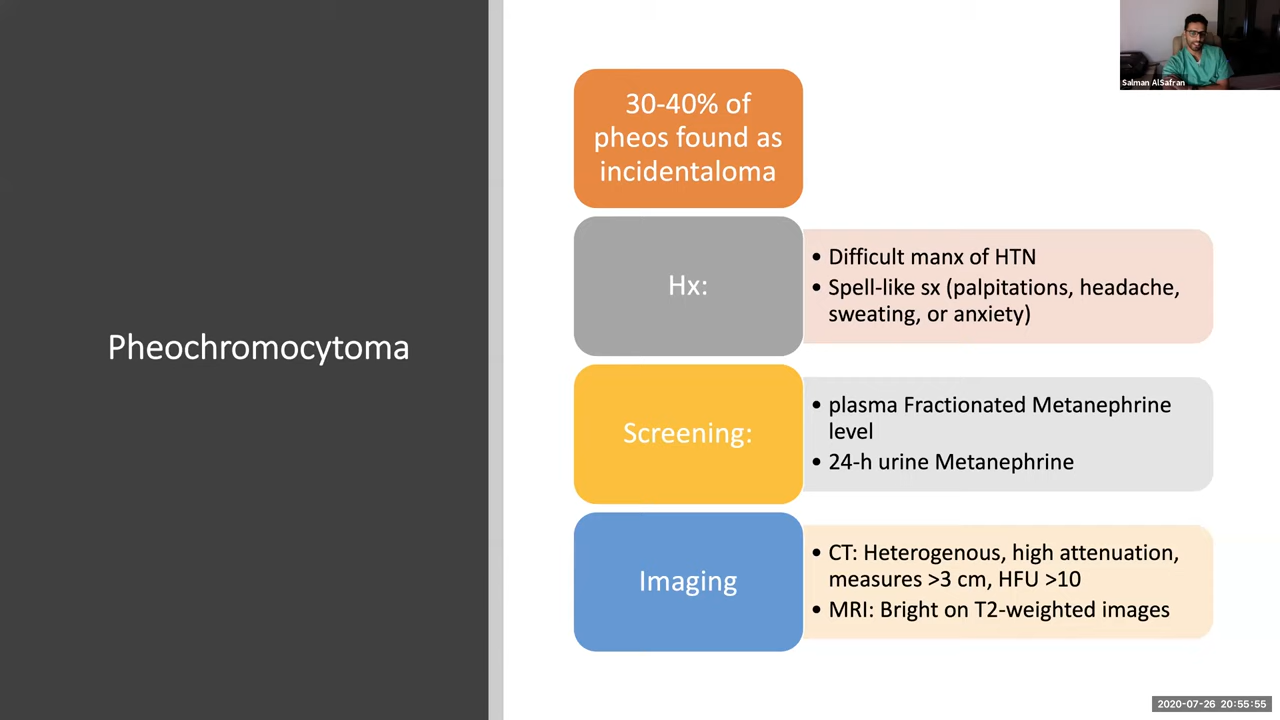 Pheochromocytoma
30-40% of
pheos found as
incidentaloma
Hx:
• Difficult manx of HTN
• Spell-like sx (palpitations, headache,
sweating, or anxiety)
Screening:
• plasma Fractionated Metanephrine
level
• 24-h urine Metanephrine
Imaging
• CT: Heterogenous, high attenuation,
measures >3 cm, HFU >10
• MRI: Bright on T2-weighted images
Salman AlSafran
2020-07-26 20:55:55